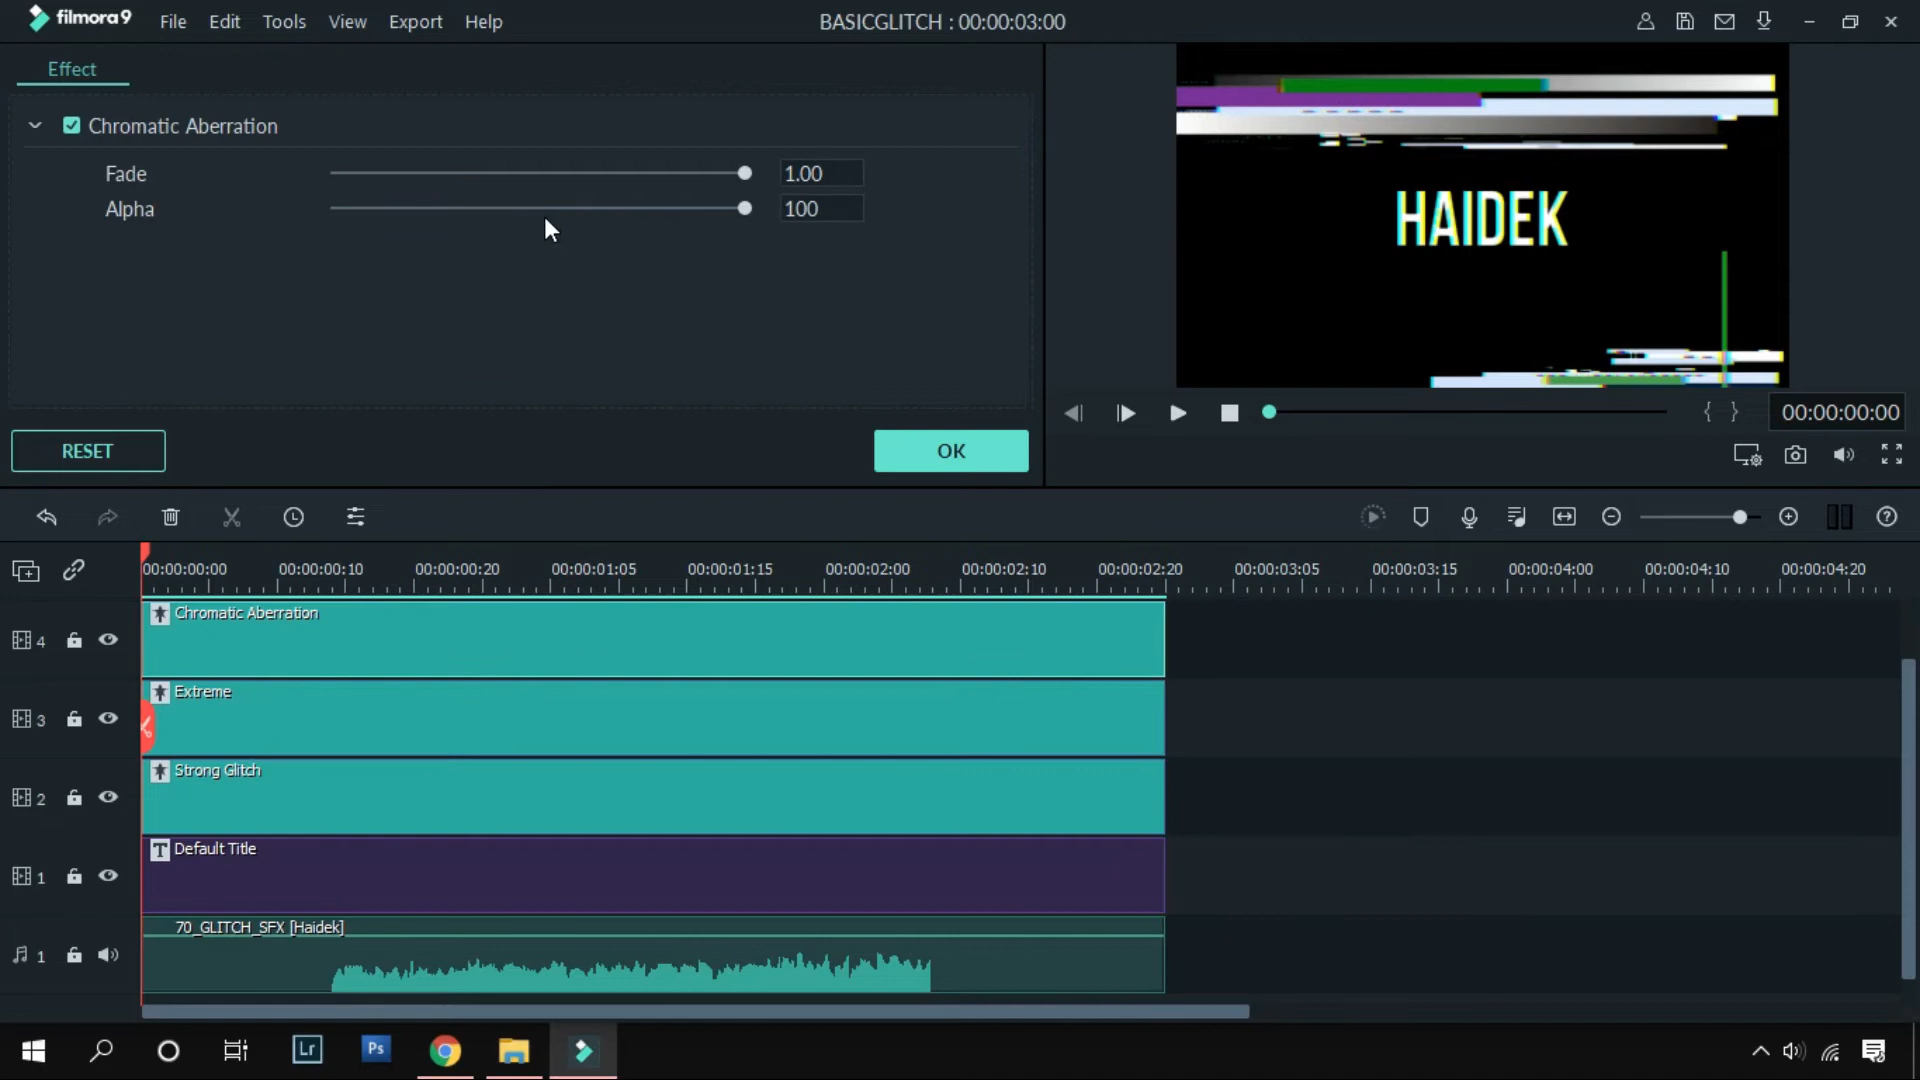 filmora9 File Edit Tools View Export Help BASICGLITCH : 00:00:03:00
Effect
Chromatic Aberration
Fade 1.00
Alpha 100
HAIDEK
{ } 00:00:00:00
RESET OK
00:00:00:00 00:00:00:10 00:00:00:20 00:00:01:05 00:00:01:15 00:00:02:00 00:00:02:10 00:00:02:20 00:00:03:05 00:00:03:15 00:00:04:00 00:00:04:10 00:00:04:20
Chromatic Aberration
4
Extreme
3
Strong Glitch
2
T Default Title
1
70_GLITCH_SFX [Haidek]
1
Lr Ps